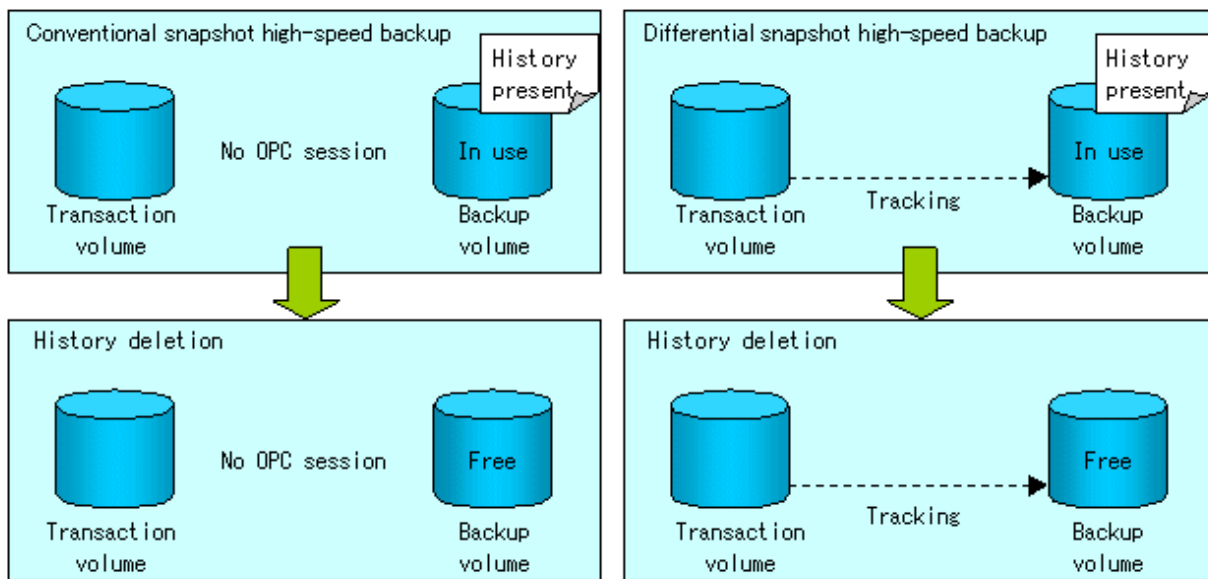 Conventional snapshot high-speed backup
History
present
No OPC session
In use
Transaction
volume
Backup
volume
Differential snapshot high-speed backup
History
present
In use
Tracking
Transaction
volume
Backup
volume
History deletion
No OPC session
Free
Transaction
volume
Backup
volume
History deletion
Free
Tracking
Transaction
volume
Backup
volume